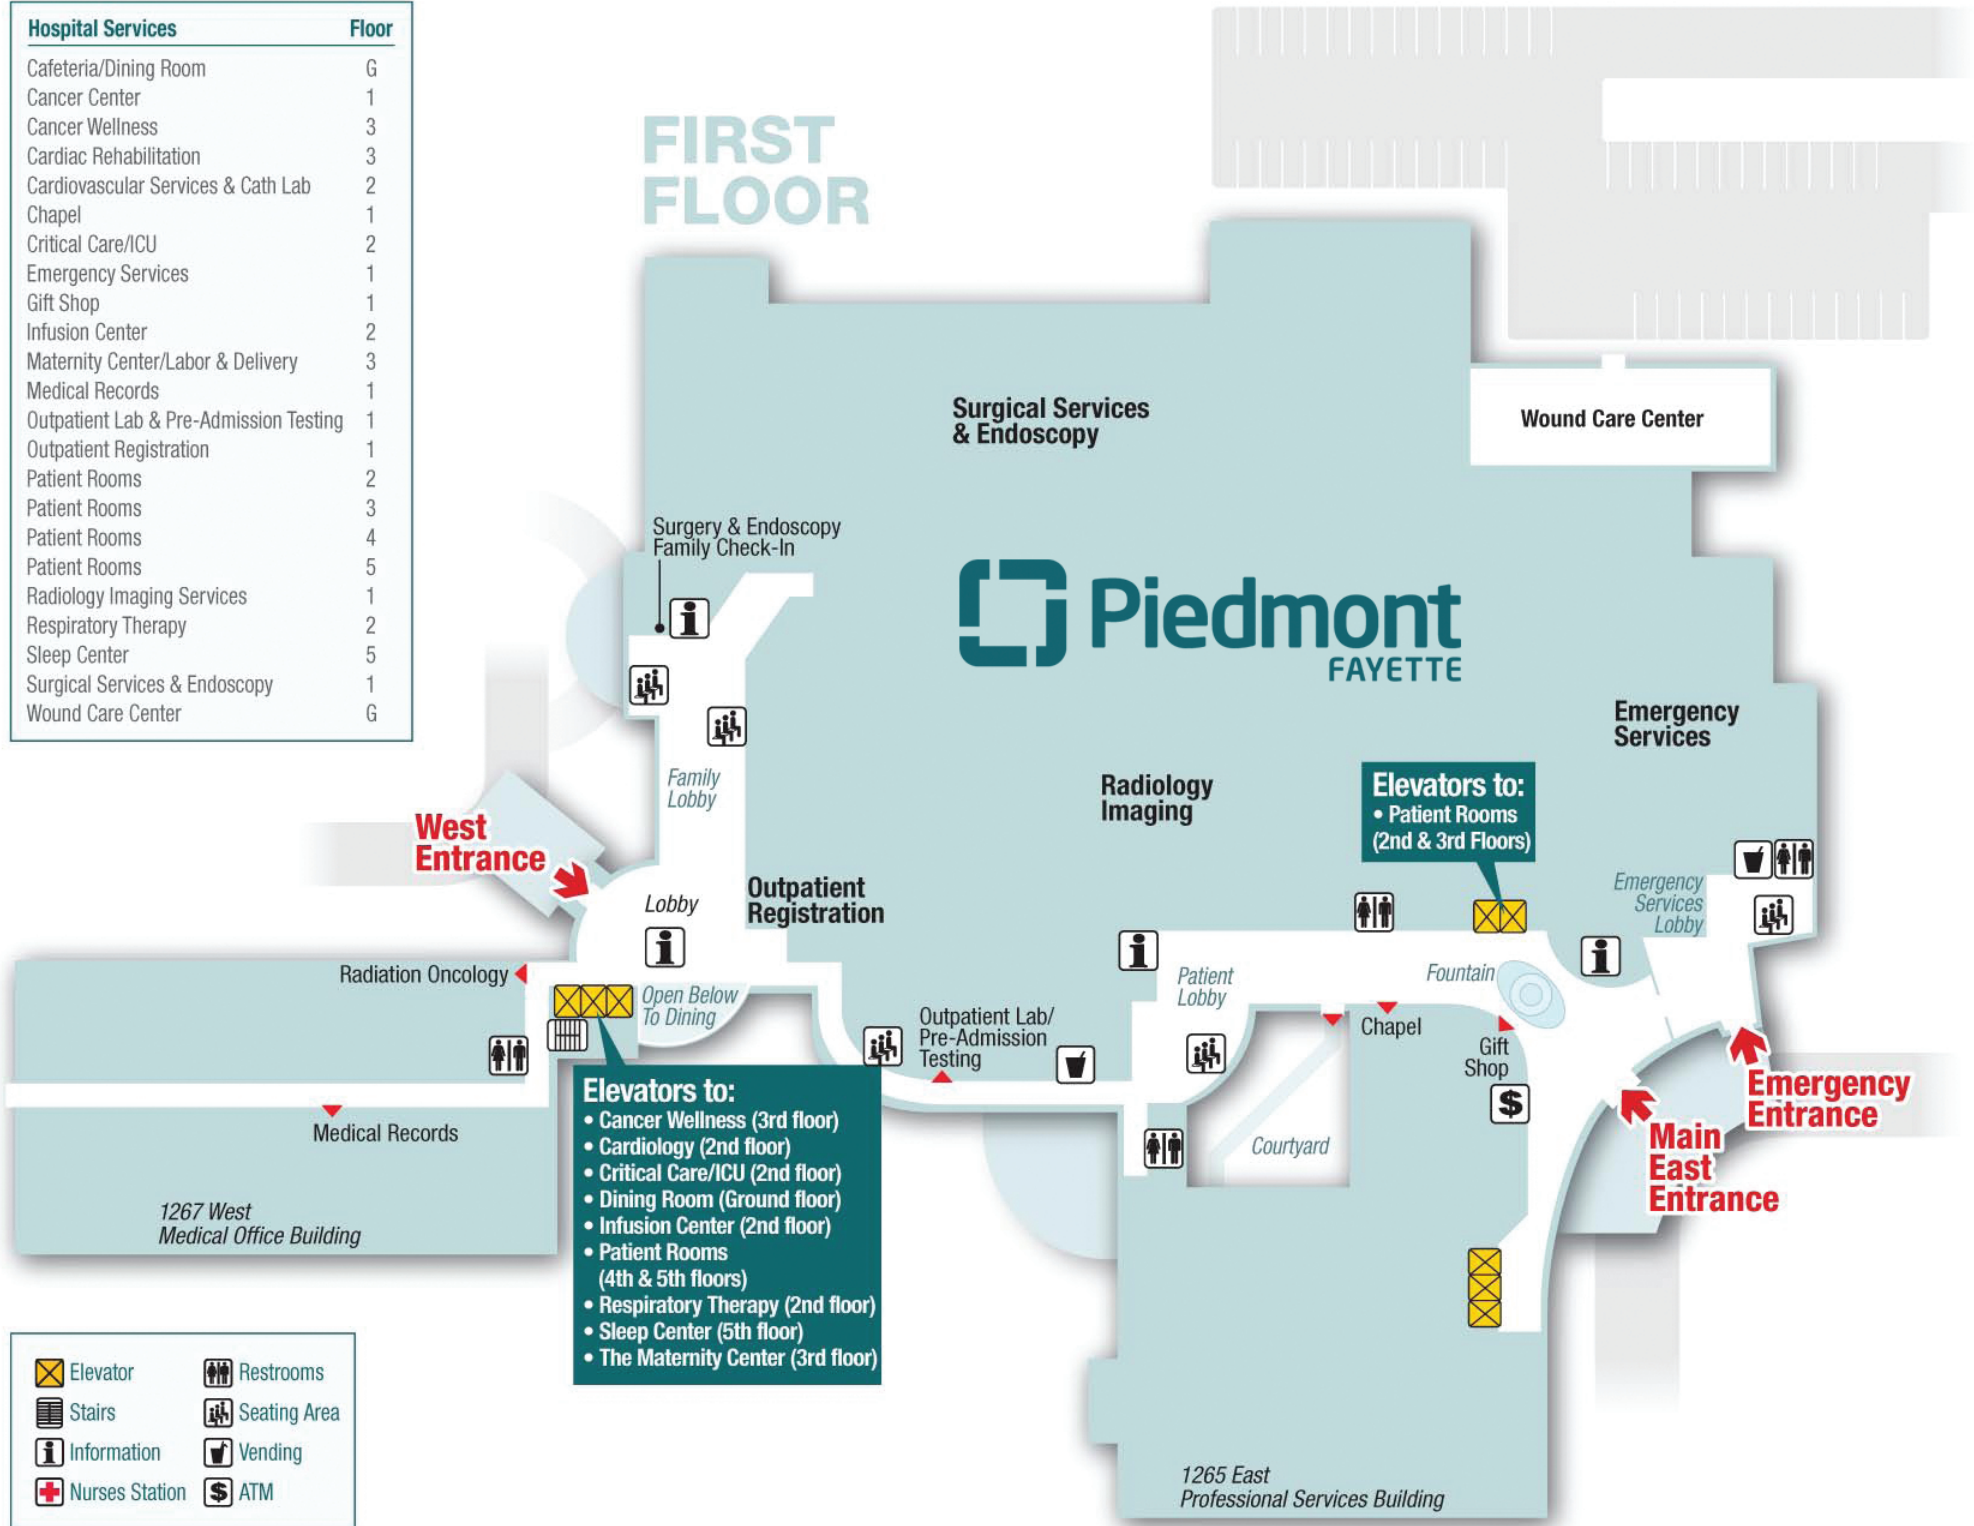 Hospital Services Floor
Cafeteria/Dining Room G
Cancer Center 1
Cancer Wellness 3
Cardiac Rehabilitation 3
Cardiovascular Services & Cath Lab 2
Chapel 1
Critical Care/ICU 2
Emergency Services 1
Gift Shop 1
Infusion Center 2
Maternity Center/Labor & Delivery 3
Medical Records 1
Outpatient Lab & Pre-Admission Testing 1
Outpatient Registration 1
Patient Rooms 2
Patient Rooms 3
Patient Rooms 4
Patient Rooms 5
Radiology Imaging Services 1
Respiratory Therapy 2
Sleep Center 5
Surgical Services & Endoscopy 1
Wound Care Center G
FIRST
FLOOR
Surgical Services
& Endoscopy
Wound Care Center
Surgery & Endoscopy
Family Check-In
Piedmont
FAYETTE
Family
Lobby
Emergency
Services
Radiology
Imaging
Elevators to:
• Patient Rooms
(2nd & 3rd Floors)
West
Entrance
Lobby
Outpatient
Registration
Emergency
Services
Lobby
Radiation Oncology
Open Below
To Dining
Patient
Lobby
Fountain
Outpatient Lab/
Pre-Admission
Testing
Chapel
Gift
Shop
$
Courtyard
Emergency
Entrance
Main
East
Entrance
Medical Records
1267 West
Medical Office Building
Elevators to:
• Cancer Wellness (3rd floor)
• Cardiology (2nd floor)
• Critical Care/ICU (2nd floor)
• Dining Room (Ground floor)
• Infusion Center (2nd floor)
• Patient Rooms
(4th & 5th floors)
• Respiratory Therapy (2nd floor)
• Sleep Center (5th floor)
• The Maternity Center (3rd floor)
1265 East
Professional Services Building
Elevator
Stairs
Information
Nurses Station
Restrooms
Seating Area
Vending
$ ATM